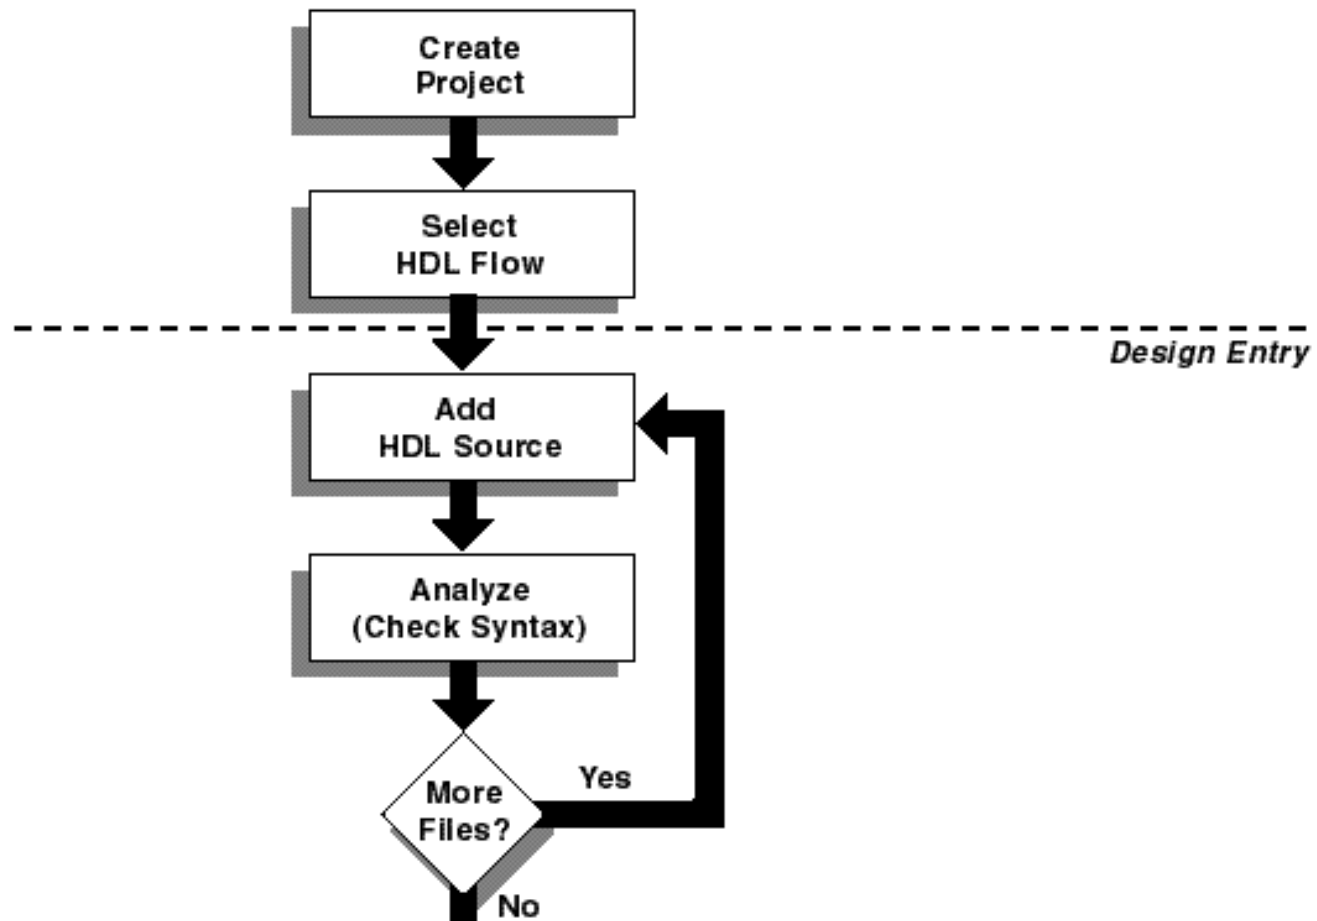 Create
Project
Select
HDL Flow
Design Entry
Add
HDL Source
Analyze
(Check Syntax)
Yes
More
Files?
No